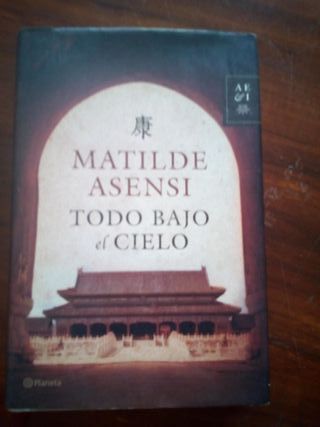 AE
&I
康
MATILDE
ASENSI
TODO BAJO
el CIELO
Planeta